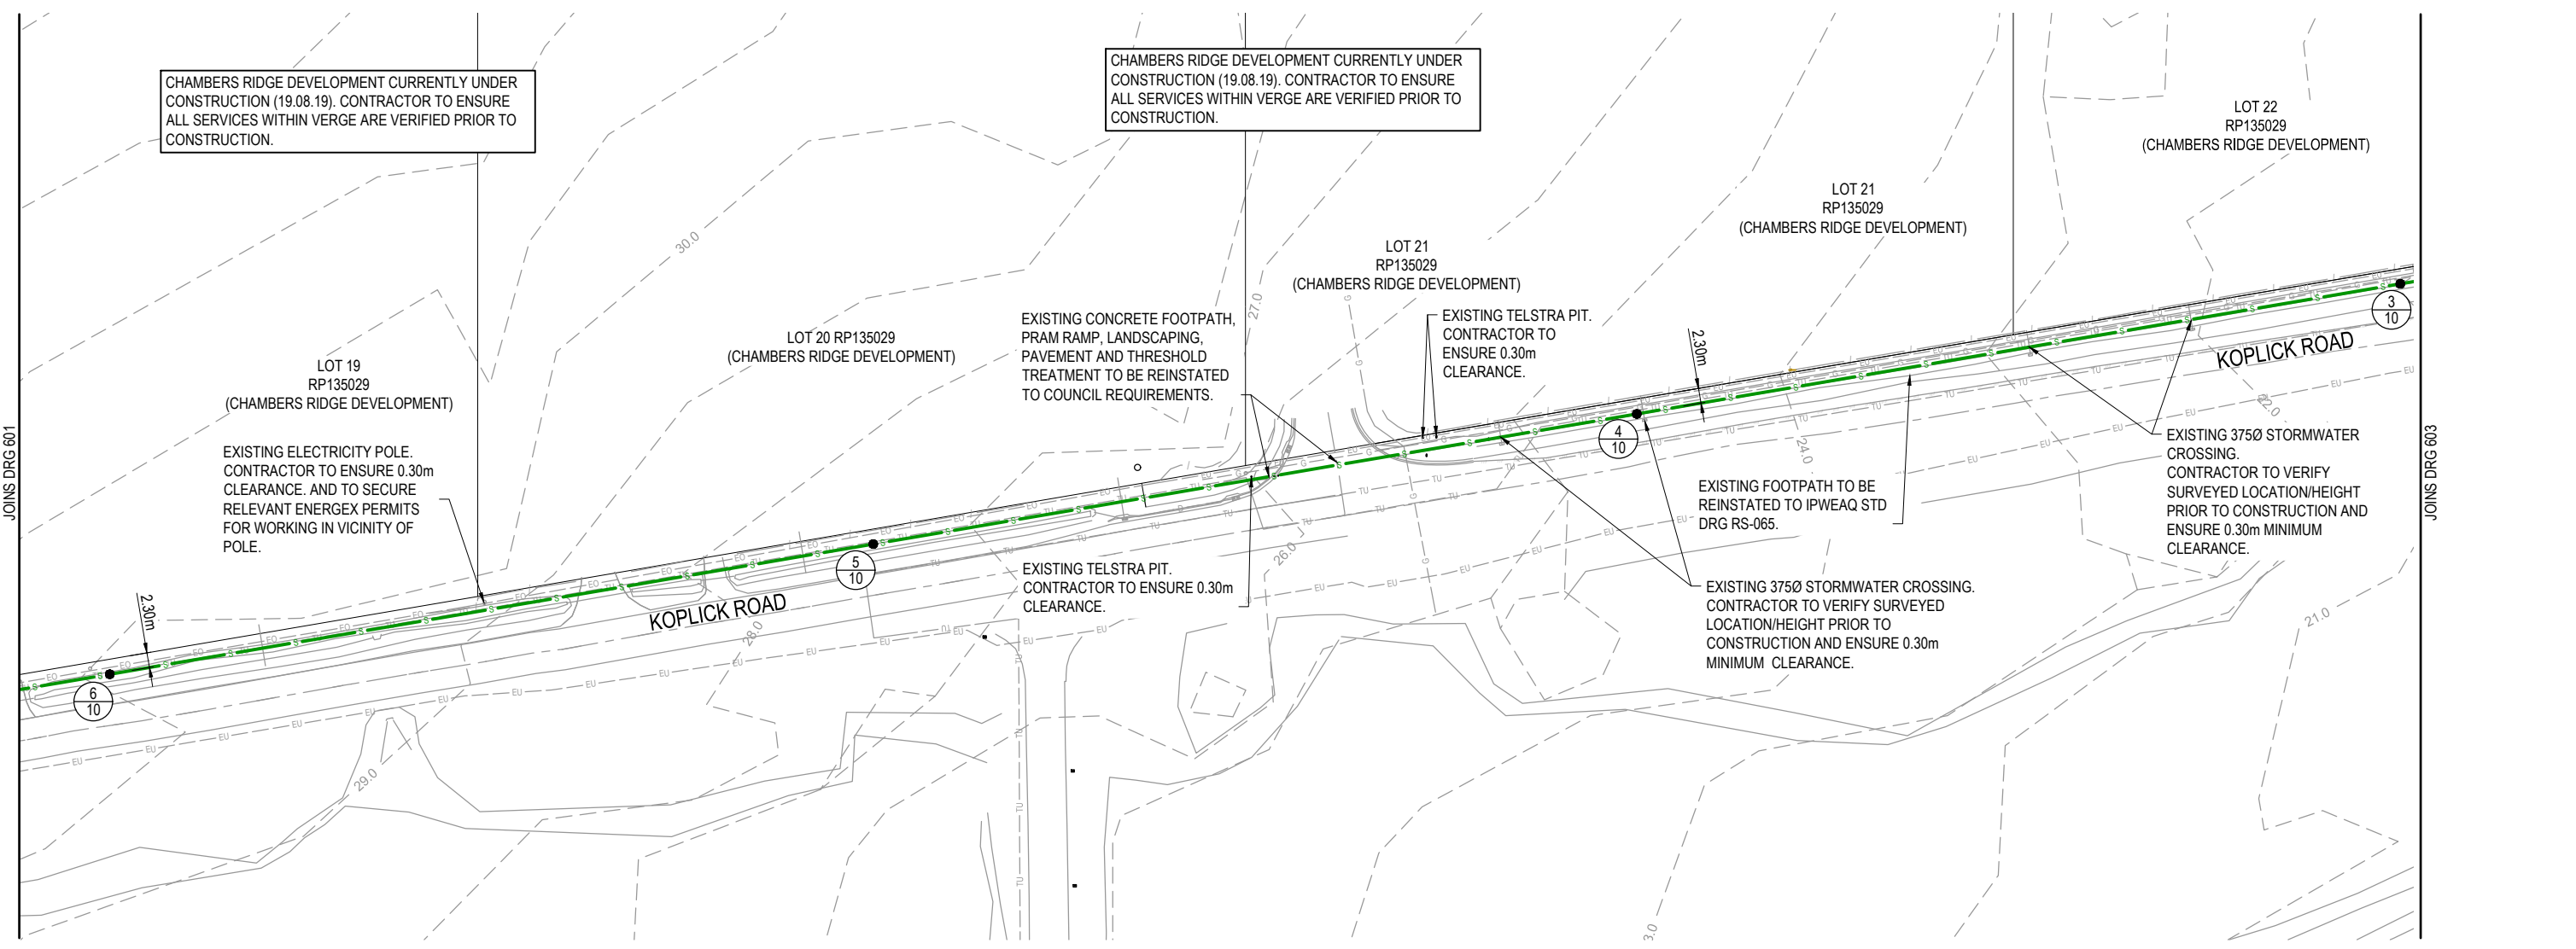 CHAMBERS RIDGE DEVELOPMENT CURRENTLY UNDER
CONSTRUCTION (19.08.19). CONTRACTOR TO ENSURE
ALL SERVICES WITHIN VERGE ARE VERIFIED PRIOR TO
CONSTRUCTION.
CHAMBERS RIDGE DEVELOPMENT CURRENTLY UNDER
CONSTRUCTION (19.08.19). CONTRACTOR TO ENSURE
ALL SERVICES WITHIN VERGE ARE VERIFIED PRIOR TO
CONSTRUCTION.
LOT 22
RP135029
(CHAMBERS RIDGE DEVELOPMENT)
LOT 21
RP135029
(CHAMBERS RIDGE DEVELOPMENT)
LOT 21
RP135029
(CHAMBERS RIDGE DEVELOPMENT)
30.0
27.0
LOT 20 RP135029
(CHAMBERS RIDGE DEVELOPMENT)
LOT 19
RP135029
(CHAMBERS RIDGE DEVELOPMENT)
EXISTING CONCRETE FOOTPATH,
PRAM RAMP, LANDSCAPING,
PAVEMENT AND THRESHOLD
TREATMENT TO BE REINSTATED
TO COUNCIL REQUIREMENTS.
EXISTING TELSTRA PIT.
CONTRACTOR TO
ENSURE 0.30m
CLEARANCE.
2.30m
3
10
KOPLICK ROAD
22.0
EXISTING ELECTRICITY POLE.
CONTRACTOR TO ENSURE 0.30m
CLEARANCE. AND TO SECURE
RELEVANT ENERGEX PERMITS
FOR WORKING IN VICINITY OF
POLE.
4
10
24.0
EXISTING FOOTPATH TO BE
REINSTATED TO IPWEAQ STD
DRG RS-065.
EXISTING 375Ø STORMWATER
CROSSING.
CONTRACTOR TO VERIFY
SURVEYED LOCATION/HEIGHT
PRIOR TO CONSTRUCTION AND
ENSURE 0.30m MINIMUM
CLEARANCE.
JOINS DRG 601
JOINS DRG 603
5
10
26.0
EXISTING TELSTRA PIT.
CONTRACTOR TO ENSURE 0.30m
CLEARANCE.
EXISTING 375Ø STORMWATER CROSSING.
CONTRACTOR TO VERIFY SURVEYED
LOCATION/HEIGHT PRIOR TO
CONSTRUCTION AND ENSURE 0.30m
MINIMUM CLEARANCE.
2.30m
KOPLICK ROAD
28.0
21.0
6
10
29.0